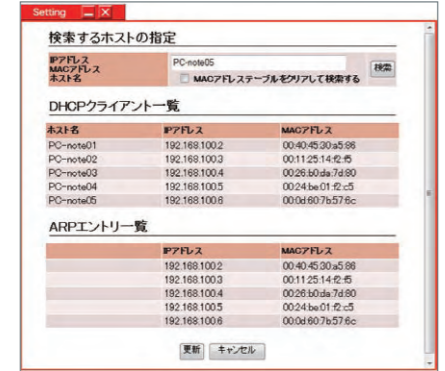 Setting
検索するホストの指定
IPアドレス
MACアドレス
ホスト名
PC-note05
検索
MACアドレステーブルをクリアして検索する
DHCPクライアント一覧
ホスト名 IPアドレス MACアドレス
PC-note01 192.168.100.2 00:40:45:30:a5:86
PC-note02 192.168.100.3 00:11:25:14:f2:f5
PC-note03 192.168.100.4 00:26:b0:da:7d:80
PC-note04 192.168.100.5 00:24:be:01:f2:c5
PC-note05 192.168.100.6 00:0d:60:7b:57:6c
ARPエントリー一覧
IPアドレス MACアドレス
192.168.100.2 00:40:45:30:a5:86
192.168.100.3 00:11:25:14:f2:f5
192.168.100.4 00:26:b0:da:7d:80
192.168.100.5 00:24:be:01:f2:c5
192.168.100.6 00:0d:60:7b:57:6c
更新 キャンセル